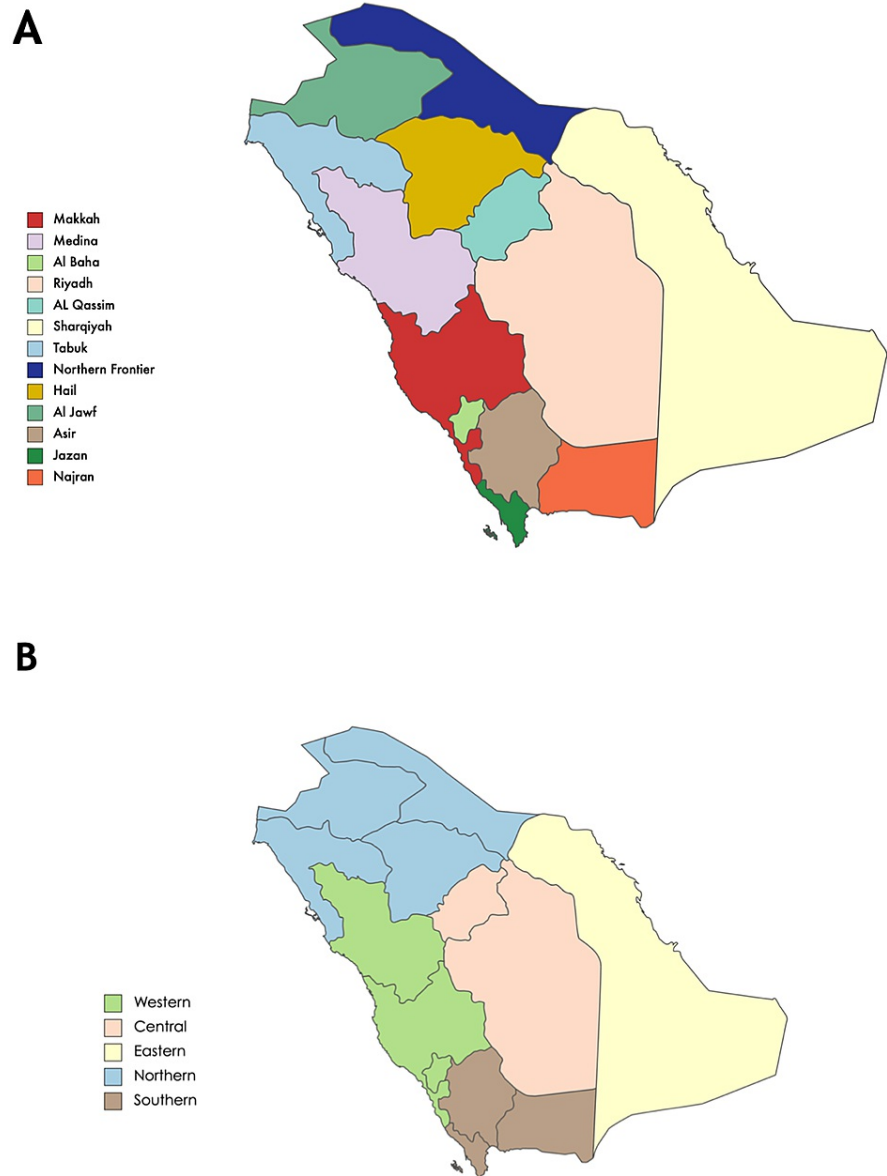 A
Makkah
Medina
Al Baha
Riyadh
AL Qassim
Sharqiyah
Tabuk
Northern Frontier
Hail
Al Jawf
Asir
Jazan
Najran
B
Western
Central
Eastern
Northern
Southern